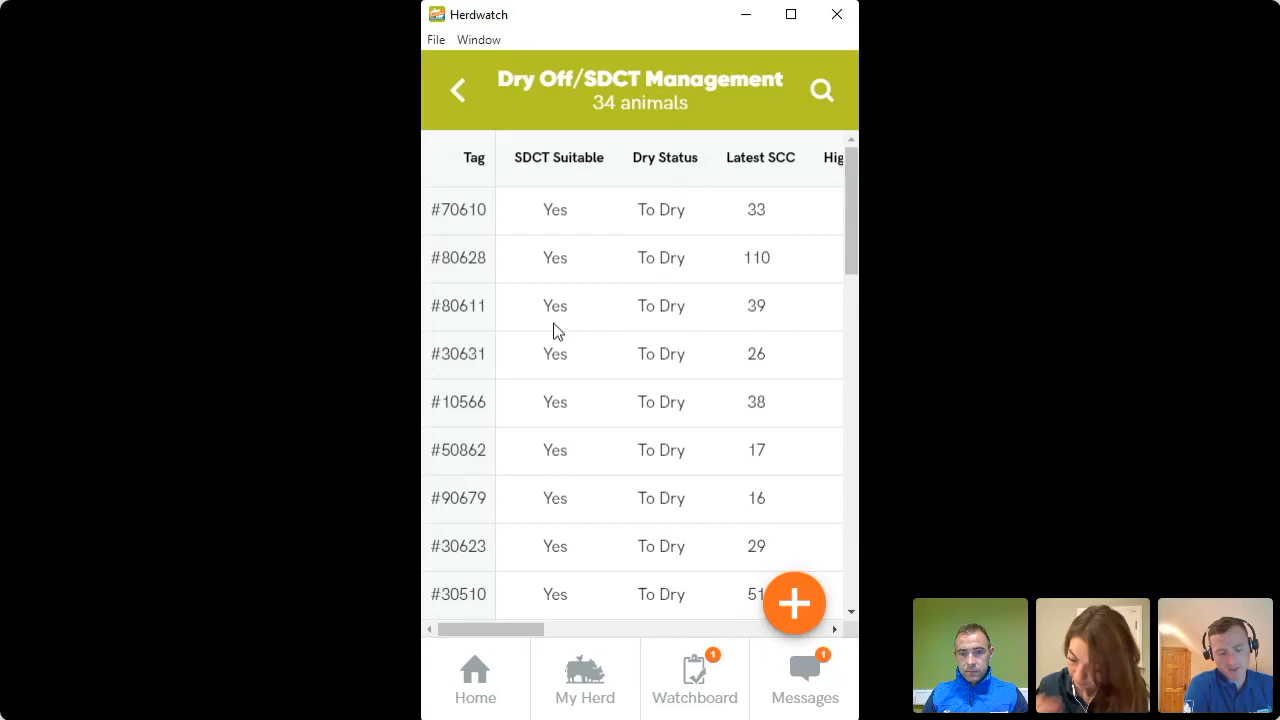 Herdwatch
File Window
Dry Off/SDCT Management
34 animals
Tag SDCT Suitable Dry Status Latest SCC Hig
#70610 Yes To Dry 33
#80628 Yes To Dry 110
#80611 Yes To Dry 39
#30631 Yes To Dry 26
#10566 Yes To Dry 38
#50862 Yes To Dry 17
#90679 Yes To Dry 16
#30623 Yes To Dry 29
#30510 Yes To Dry 51
1 1
Home My Herd Watchboard Messages